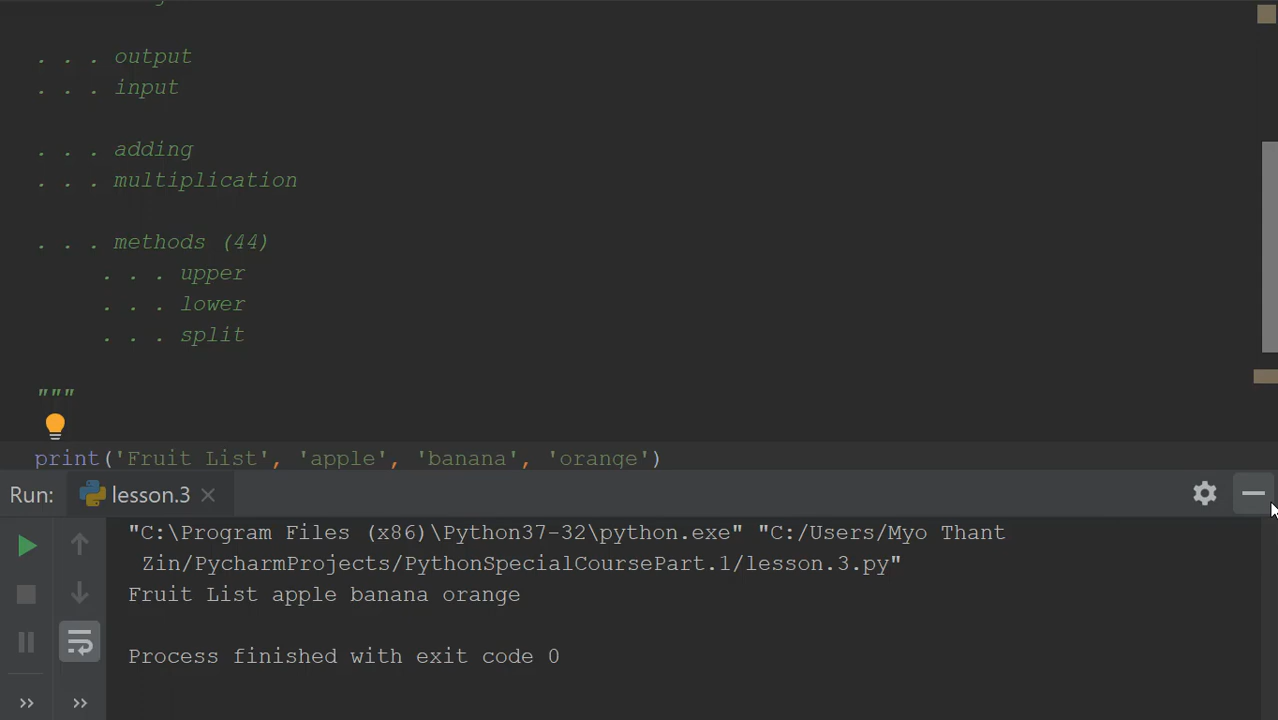 . . . output
. . . input
. . . adding
. . . multiplication
. . . methods (44)
. . . upper
. . . lower
. . . split
"""
print('Fruit List', 'apple', 'banana', 'orange')
Run: lesson.3
"C:\Program Files (x86)\Python37-32\python.exe" "C:/Users/Myo Thant
Zin/PycharmProjects/PythonSpecialCoursePart.1/lesson.3.py"
Fruit List apple banana orange
Process finished with exit code 0